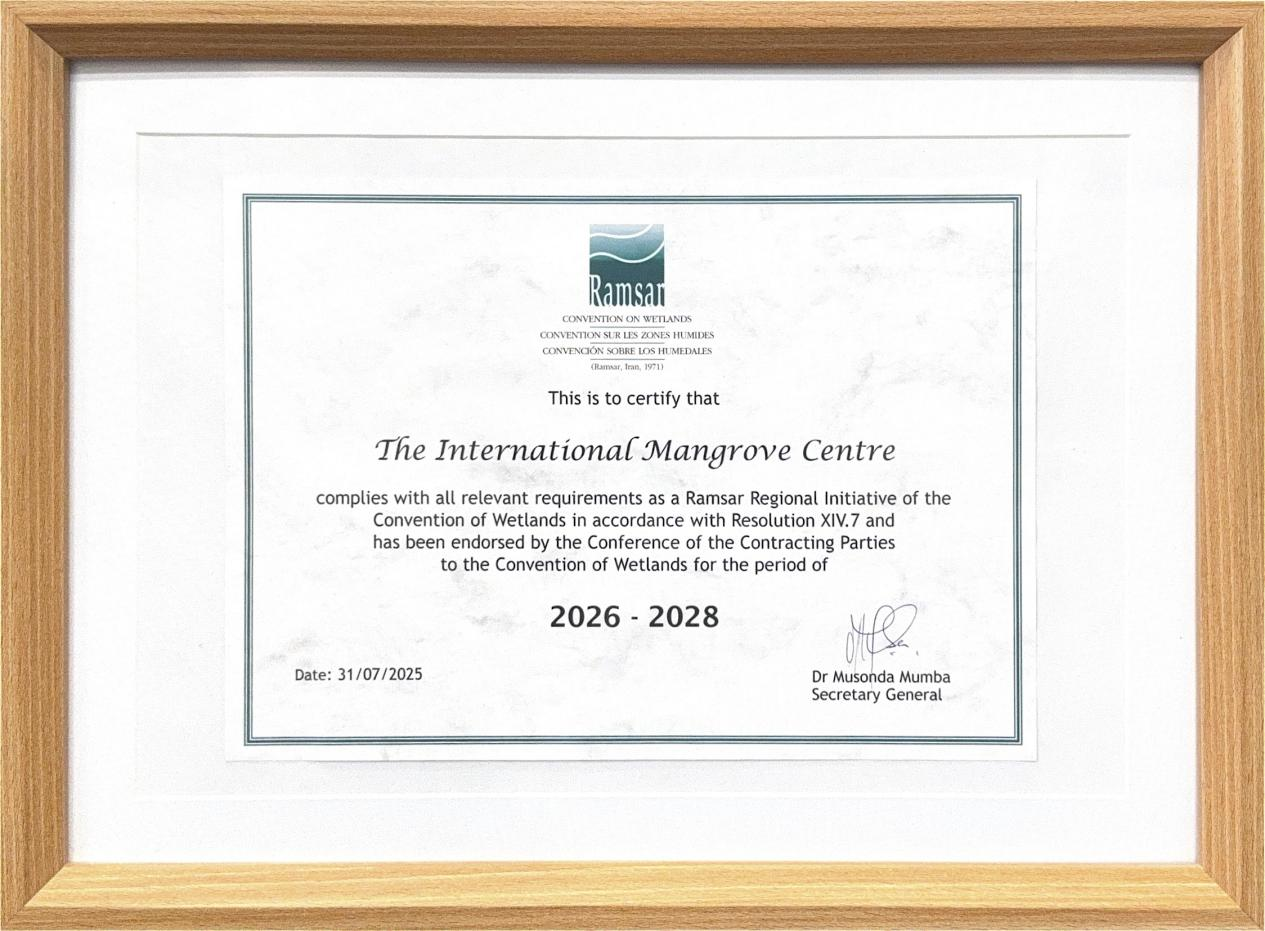 Ramsar
CONVENTION ON WETLANDS
CONVENTION SUR LES ZONES HUMIDES
CONVENCIÓN SOBRE LOS HUMEDALES
(Ramsar, Iran, 1971)
This is to certify that
The International Mangrove Centre
complies with all relevant requirements as a Ramsar Regional Initiative of the
Convention of Wetlands in accordance with Resolution XIV.7 and
has been endorsed by the Conference of the Contracting Parties
to the Convention of Wetlands for the period of
2026 - 2028
Date: 31/07/2025
Dr Musonda Mumba
Secretary General